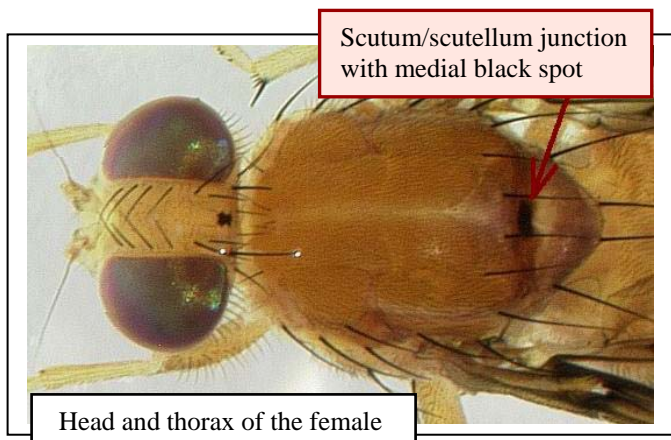 Scutum/scutellum junction
with medial black spot
Head and thorax of the female